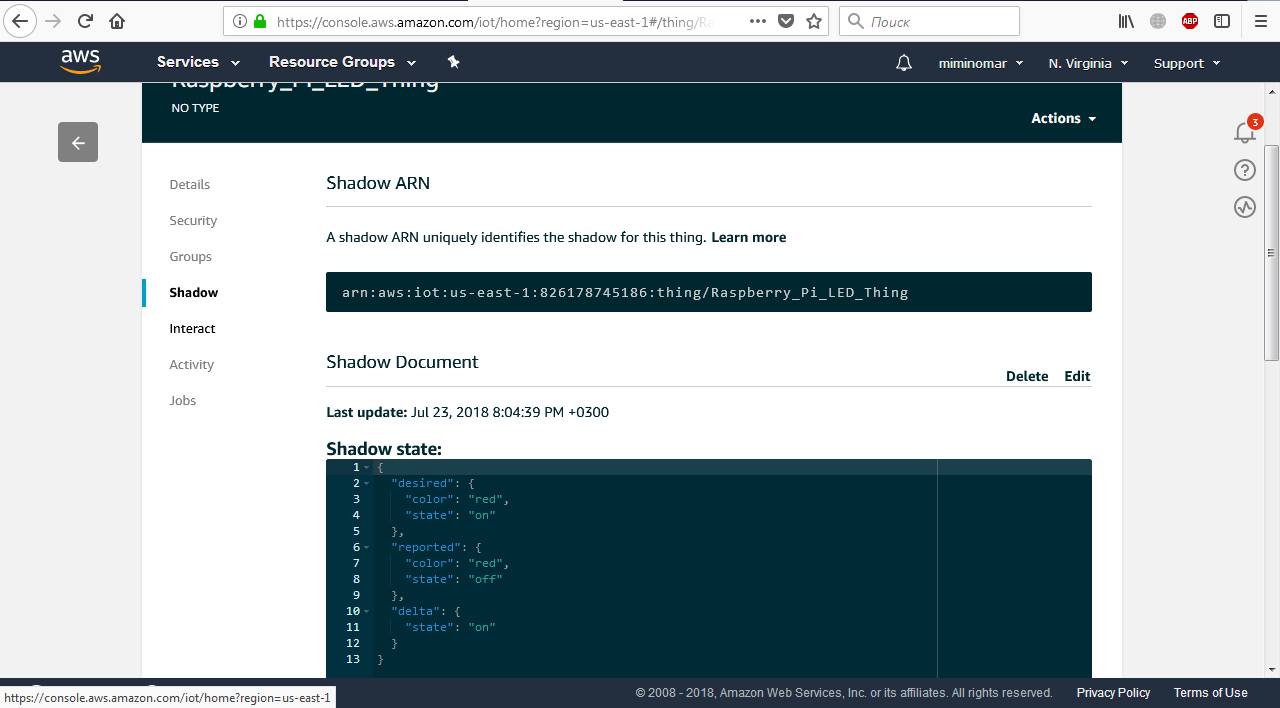 https://console.aws.amazon.com/iot/home?region=us-east-1#/thing/Ra
Поиск
ABP
aws
Services
Resource Groups
miminomar
N. Virginia
Support
Raspberry_Pi_LED_Thing
NO TYPE
Actions
3
Details
Security
Groups
Shadow
Interact
Activity
Jobs
Shadow ARN
A shadow ARN uniquely identifies the shadow for this thing. Learn more
arn:aws:iot:us-east-1:826178745186:thing/Raspberry_Pi_LED_Thing
Shadow Document
Delete Edit
Last update: Jul 23, 2018 8:04:39 PM +0300
Shadow state:
1 {
2 "desired": {
3 "color": "red",
4 "state": "on"
5 },
6 "reported": {
7 "color": "red",
8 "state": "off"
9 },
10 "delta": {
11 "state": "on"
12 }
13 }
https://console.aws.amazon.com/iot/home?region=us-east-1
© 2008 - 2018, Amazon Web Services, Inc. or its affiliates. All rights reserved. Privacy Policy Terms of Use